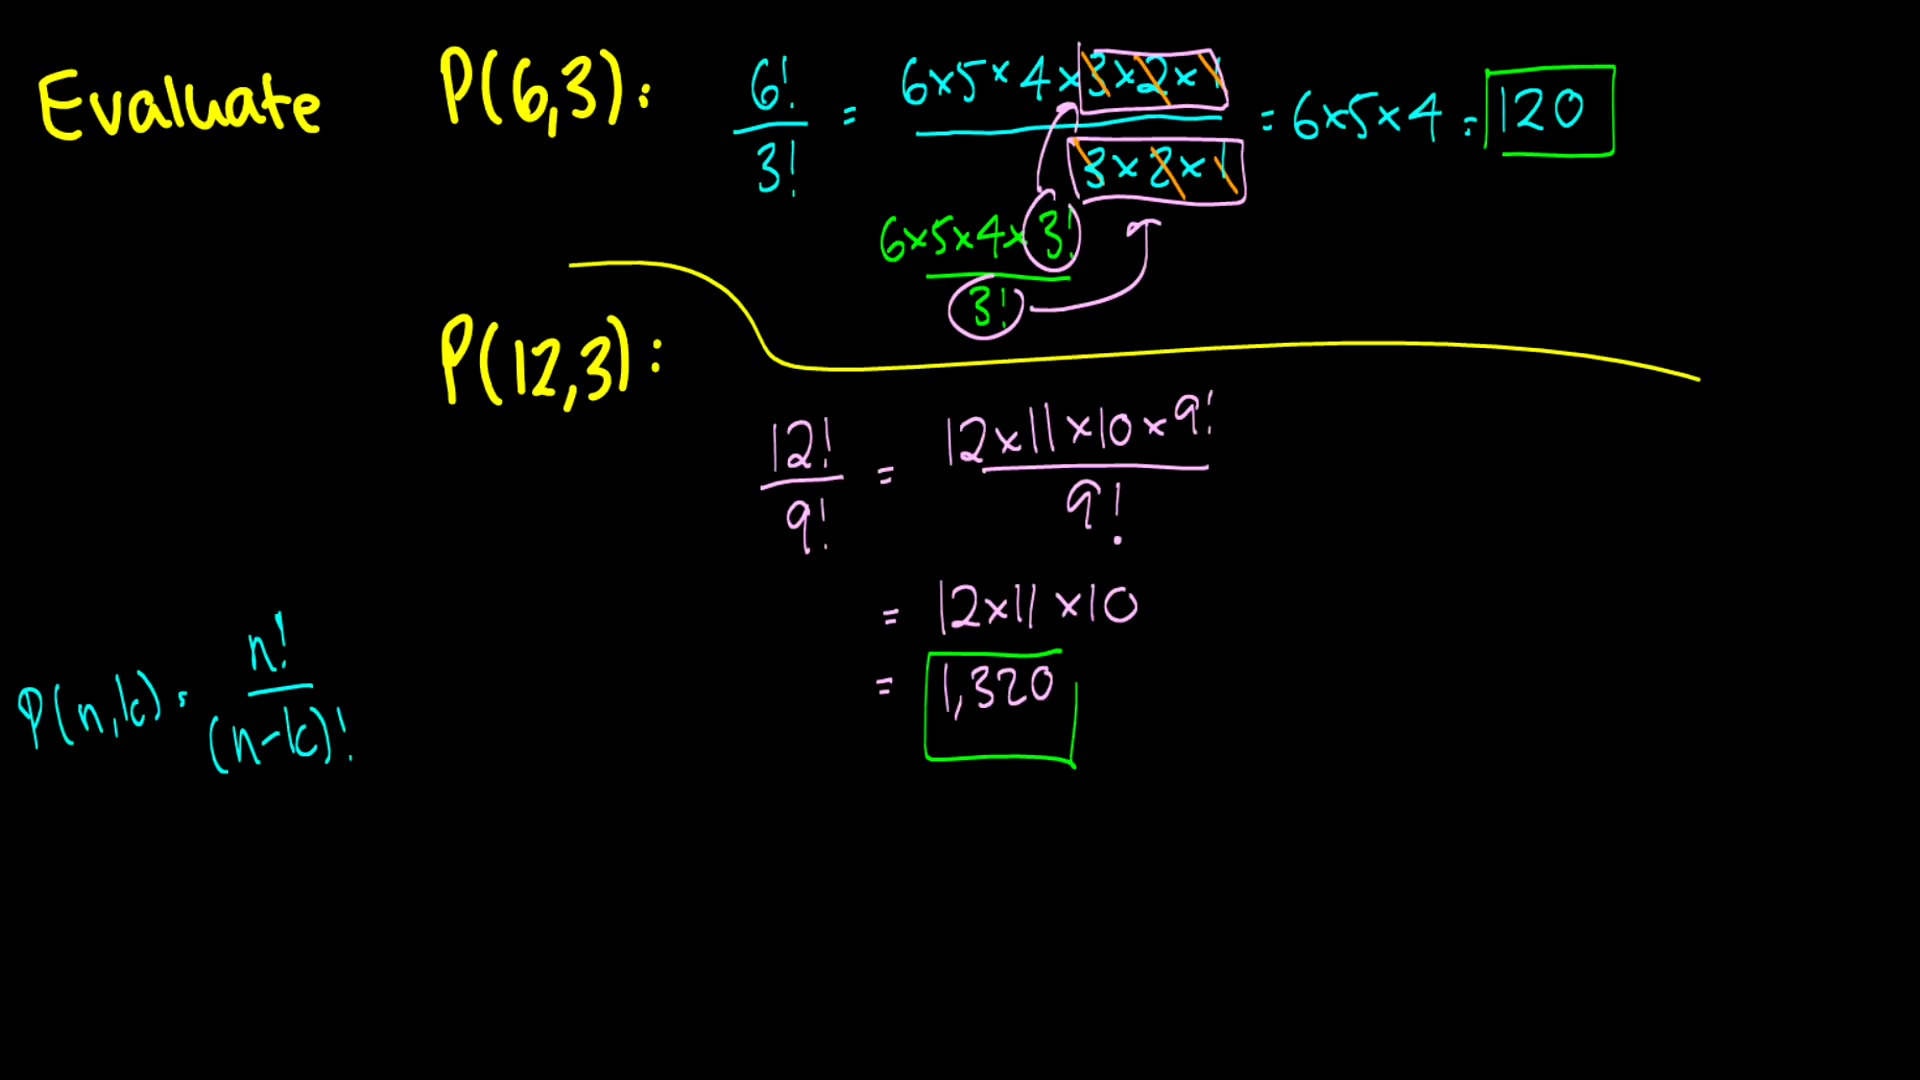 Evaluate P(6,3): 6!/3! = 6×5×4×3×2×1/3×2×1 = 6×5×4 = 120
6×5×4×3!/3!
P(12,3):
12!/9! = 12×11×10×9!/9!
= 12×11×10
= 1,320
P(n,k) = n!/(n-k)!